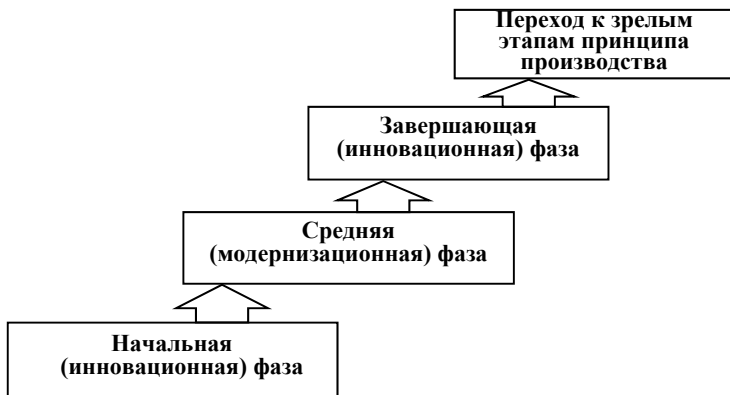 Переход к зрелым
этапам принципа
производства
Завершающая
(инновационная) фаза
Средняя
(модернизационная) фаза
Начальная
(инновационная) фаза